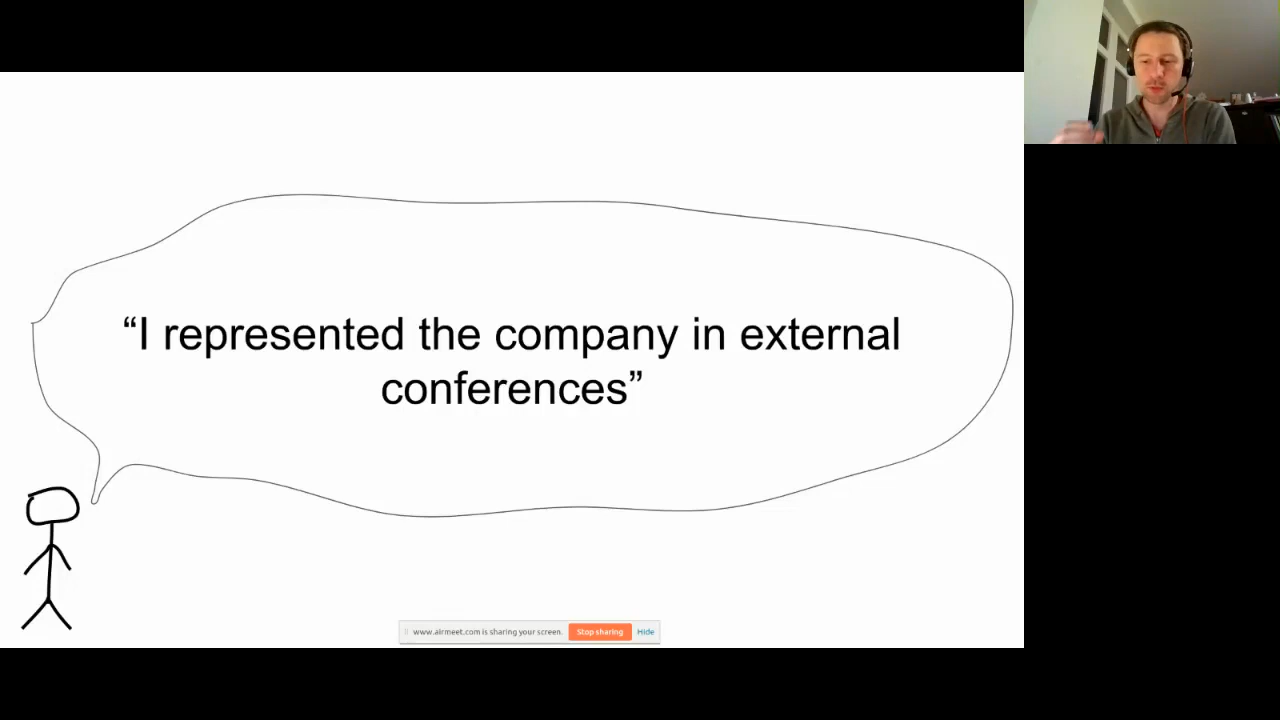 “I represented the company in external
conferences”
www.airmeet.com is sharing your screen. Stop sharing Hide